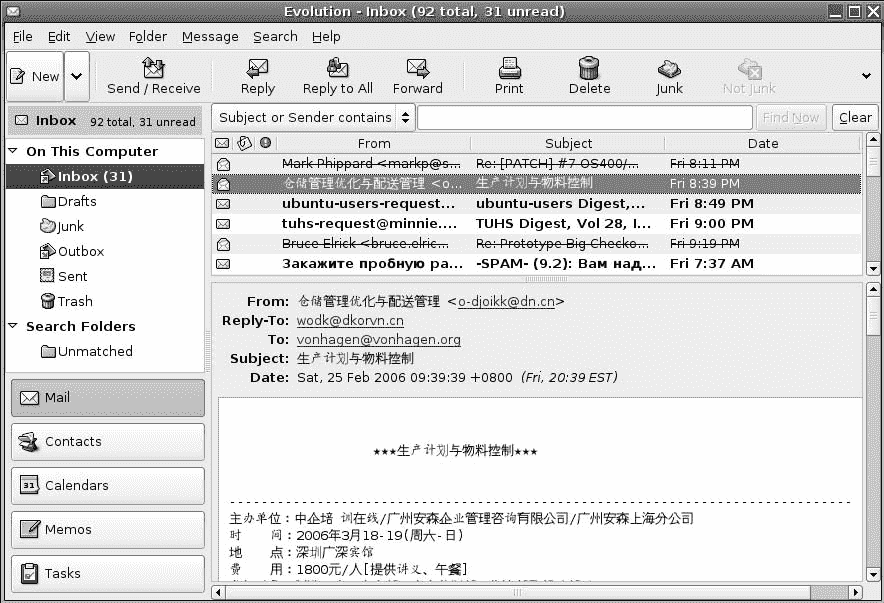 Evolution - Inbox (92 total, 31 unread)
File Edit View Folder Message Search Help
New Send / Receive Reply Reply to All Forward Print Delete Junk Not Junk
Inbox 92 total, 31 unread
Subject or Sender contains Find Now Clear
On This Computer
Inbox (31)
Drafts
Junk
Outbox
Sent
Trash
Search Folders
Unmatched
Mail
Contacts
31 Calendars
Memos
Tasks
From Subject Date
Mark Phippard <markp@s... Re: [PATCH] #7 OS400/... Fri 8:11 PM
仓储管理优化与配送管理 <o... 生产计划与物料控制 Fri 8:39 PM
ubuntu-users-request... ubuntu-users Digest,... Fri 8:49 PM
tuhs-request@minnie.... TUHS Digest, Vol 28, I... Fri 9:00 PM
Bruce Elrick <bruce.elric... Re: Prototype Big Checko... Fri 9:19 PM
Закажите пробную ра... -SPAM- (9.2): Вам над... Fri 7:37 AM
From: 仓储管理优化与配送管理 <o-djoikk@dn.cn>
Reply-To: wodk@dkorvn.cn
To: vonhagen@vonhagen.org
Subject: 生产计划与物料控制
Date: Sat, 25 Feb 2006 09:39:39 +0800 (Fri, 20:39 EST)
★★★生产计划与物料控制★★★
主办单位：中企培 训在线/广州安森企业管理咨询有限公司/广州安森上海分公司
时 间：2006年3月18-19(周六-日)
地 点：深圳广深宾馆
费 用：1800元/人[提供讲义、午餐]